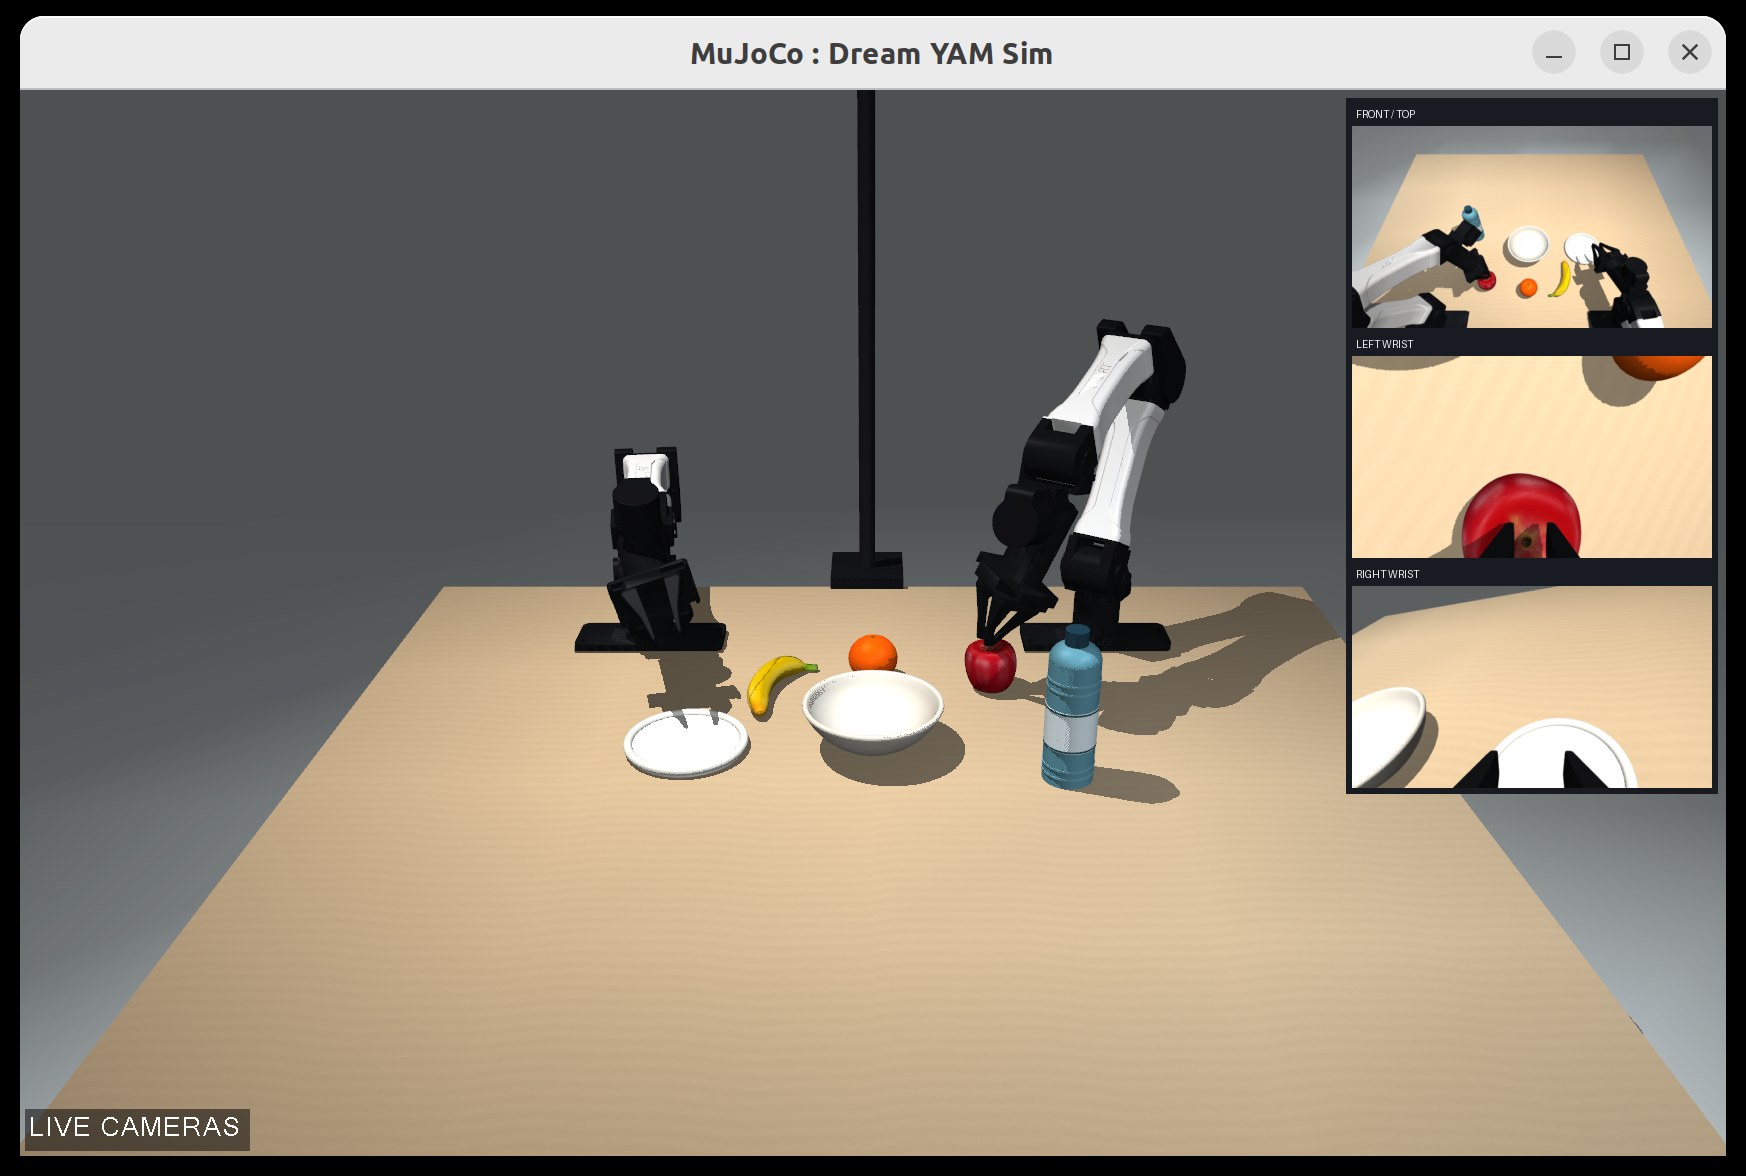 MuJoCo : Dream YAM Sim
FRONT / TOP
LEFT WRIST
RIGHT WRIST
LIVE CAMERAS